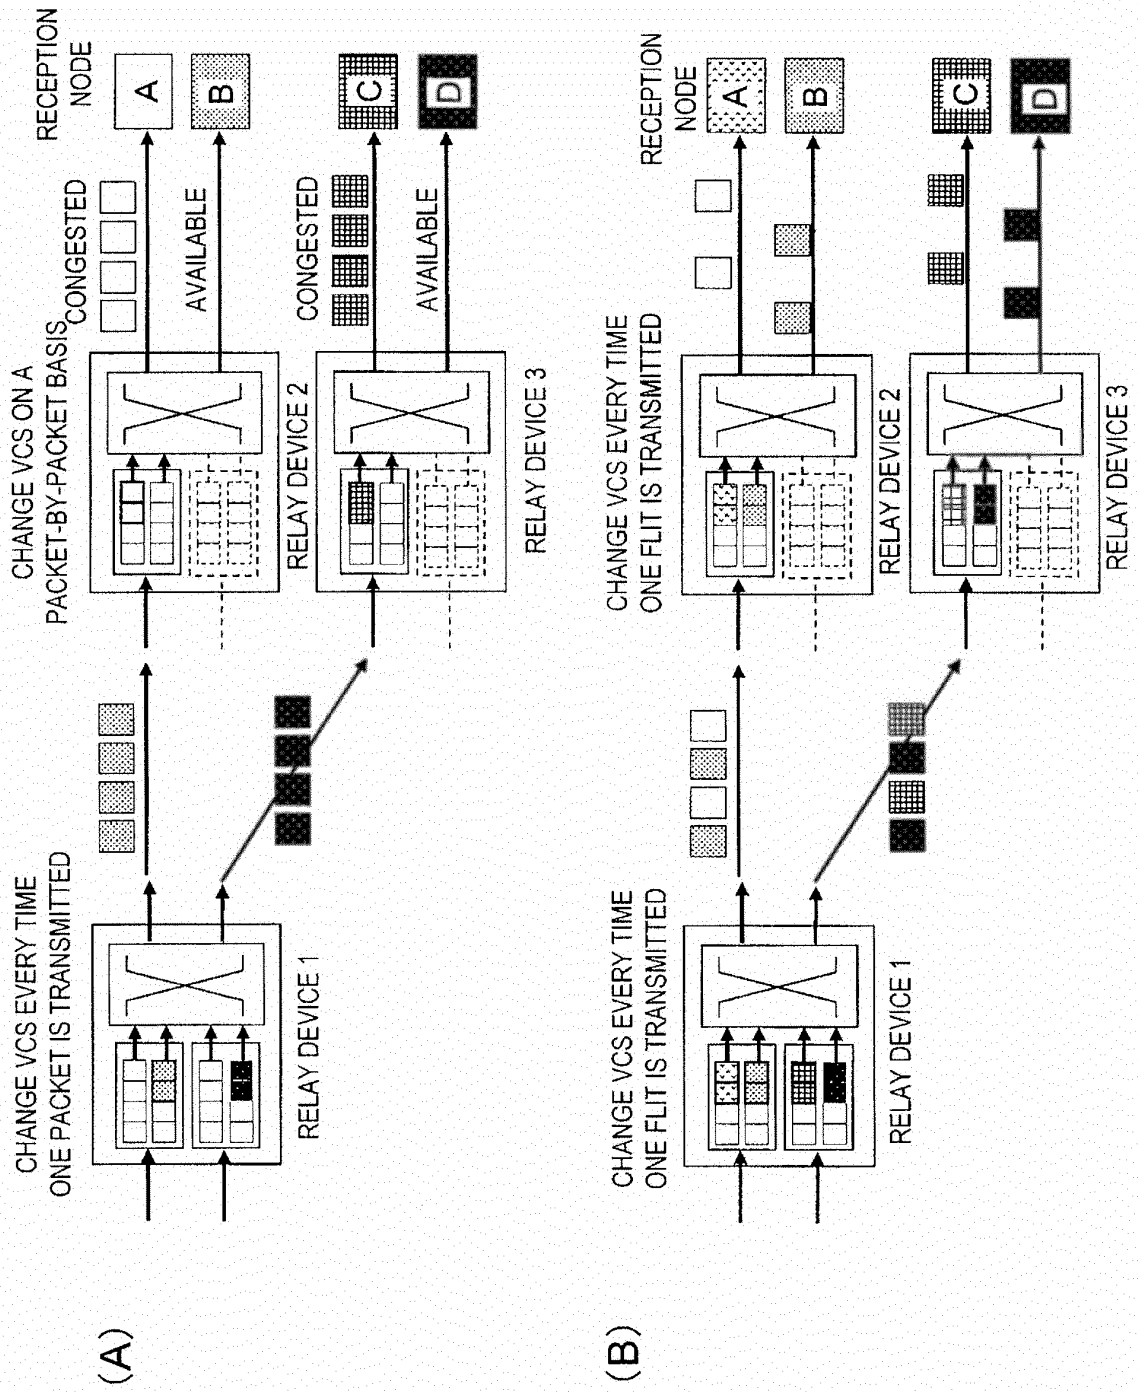 (A)
CHANGE VCS EVERY TIME
ONE PACKET IS TRANSMITTED
RELAY DEVICE 1
CHANGE VCS ON A
PACKET-BY-PACKET BASIS
RELAY DEVICE 2
RELAY DEVICE 3
CONGESTED
AVAILABLE
CONGESTED
AVAILABLE
RECEPTION
NODE
A
B
C
D
(B)
CHANGE VCS EVERY TIME
ONE FLIT IS TRANSMITTED
RELAY DEVICE 1
CHANGE VCS EVERY TIME
ONE FLIT IS TRANSMITTED
RELAY DEVICE 2
RELAY DEVICE 3
RECEPTION
NODE
A
B
C
D